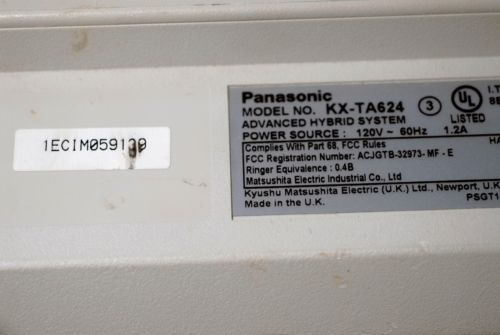 1ECIM059130
Panasonic
MODEL NO. KX-TA624 3
ADVANCED HYBRID SYSTEM
POWER SOURCE : 120V ~ 60Hz 1.2A
UL
LISTED
I.T
Complies With Part 68, FCC Rules
FCC Registration Number: ACJGTB-32973- MF - E
Ringer Equivalence : 0.4B
Matsushita Electric Industrial Co., Ltd
HA
Kyushu Matsushita Electric (U.K.) Ltd., Newport, U.K
Made in the U.K.
PSGT1